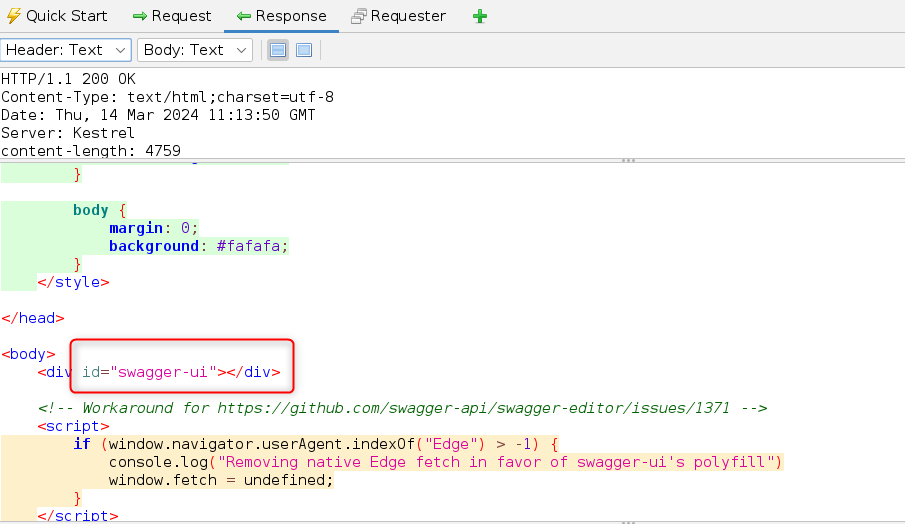 Quick Start Request Response Requester
Header: Text Body: Text
HTTP/1.1 200 OK
Content-Type: text/html;charset=utf-8
Date: Thu, 14 Mar 2024 11:13:50 GMT
Server: Kestrel
content-length: 4759
}
body {
margin: 0;
background: #fafafa;
}
</style>
</head>
<body>
<div id="swagger-ui"></div>
<!-- Workaround for https://github.com/swagger-api/swagger-editor/issues/1371 -->
<script>
if (window.navigator.userAgent.indexOf("Edge") > -1) {
console.log("Removing native Edge fetch in favor of swagger-ui's polyfill")
window.fetch = undefined;
}
</script>